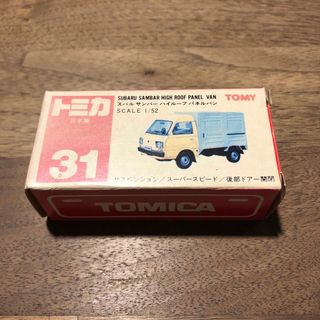 トミカ
日本製
31
SUBARU SAMBAR HIGH ROOF PANEL VAN
スバル サンバー ハイルーフ パネルバン
SCALE 1/52
TOMY
サスペンション/スーパースピード/後部ドアー開閉
TOMICA